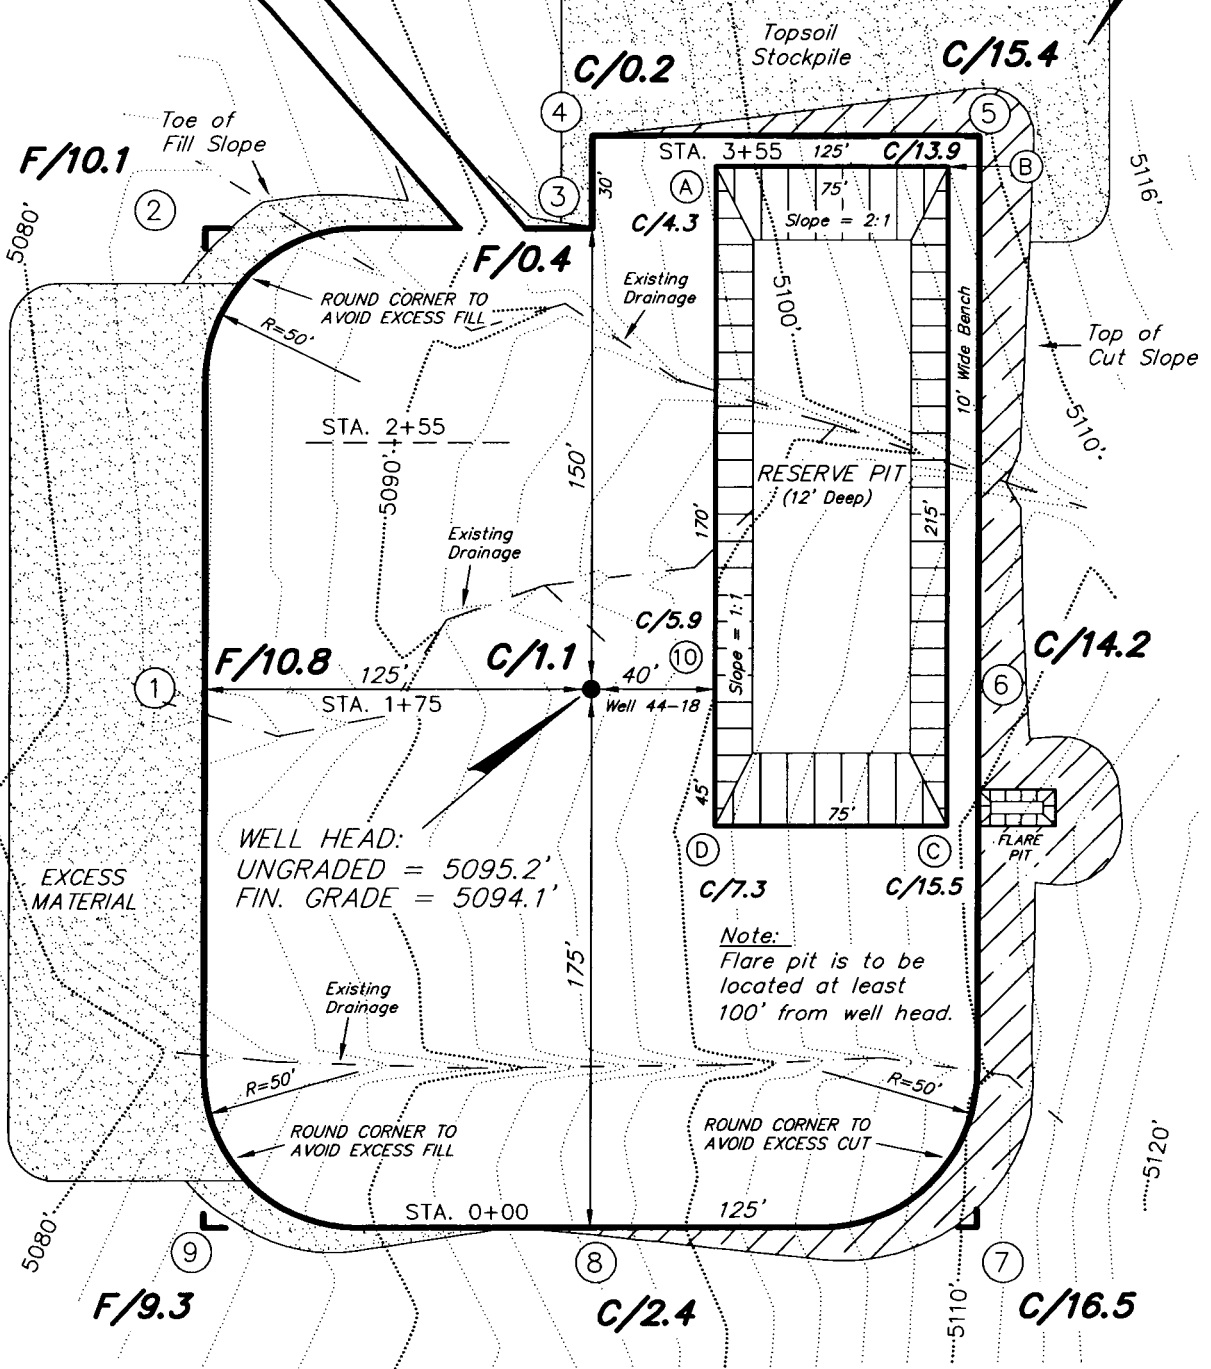 Topsoil
Stockpile
C/0.2
C/15.4
4
5
Toe of
Fill Slope
F/10.1
STA. 3+55
125'
C/13.9
B
2
3
30'
A
75'
5116'
Slope = 2:1
C/4.3
5080'
F/0.4
Existing
Drainage
5100'
ROUND CORNER TO
AVOID EXCESS FILL
R=50'
10' Wide Bench
Top of
Cut Slope
5110'
STA. 2+55
150'
5090'
RESERVE PIT
(12' Deep)
170'
215'
Existing
Drainage
C/5.9
Slope = 1:1
F/10.8
C/1.1
10
C/14.2
125'
40'
1
6
STA. 1+75
Well 44-18
45'
75'
FLARE
PIT
WELL HEAD:
UNGRADED = 5095.2'
FIN. GRADE = 5094.1'
D
C
EXCESS
MATERIAL
C/7.3
C/15.5
Note:
Flare pit is to be
located at least
100' from well head.
175'
Existing
Drainage
R=50'
R=50'
ROUND CORNER TO
AVOID EXCESS FILL
ROUND CORNER TO
AVOID EXCESS CUT
5120'
STA. 0+00
125'
5080'
9
8
7
5110'
F/9.3
C/2.4
C/16.5